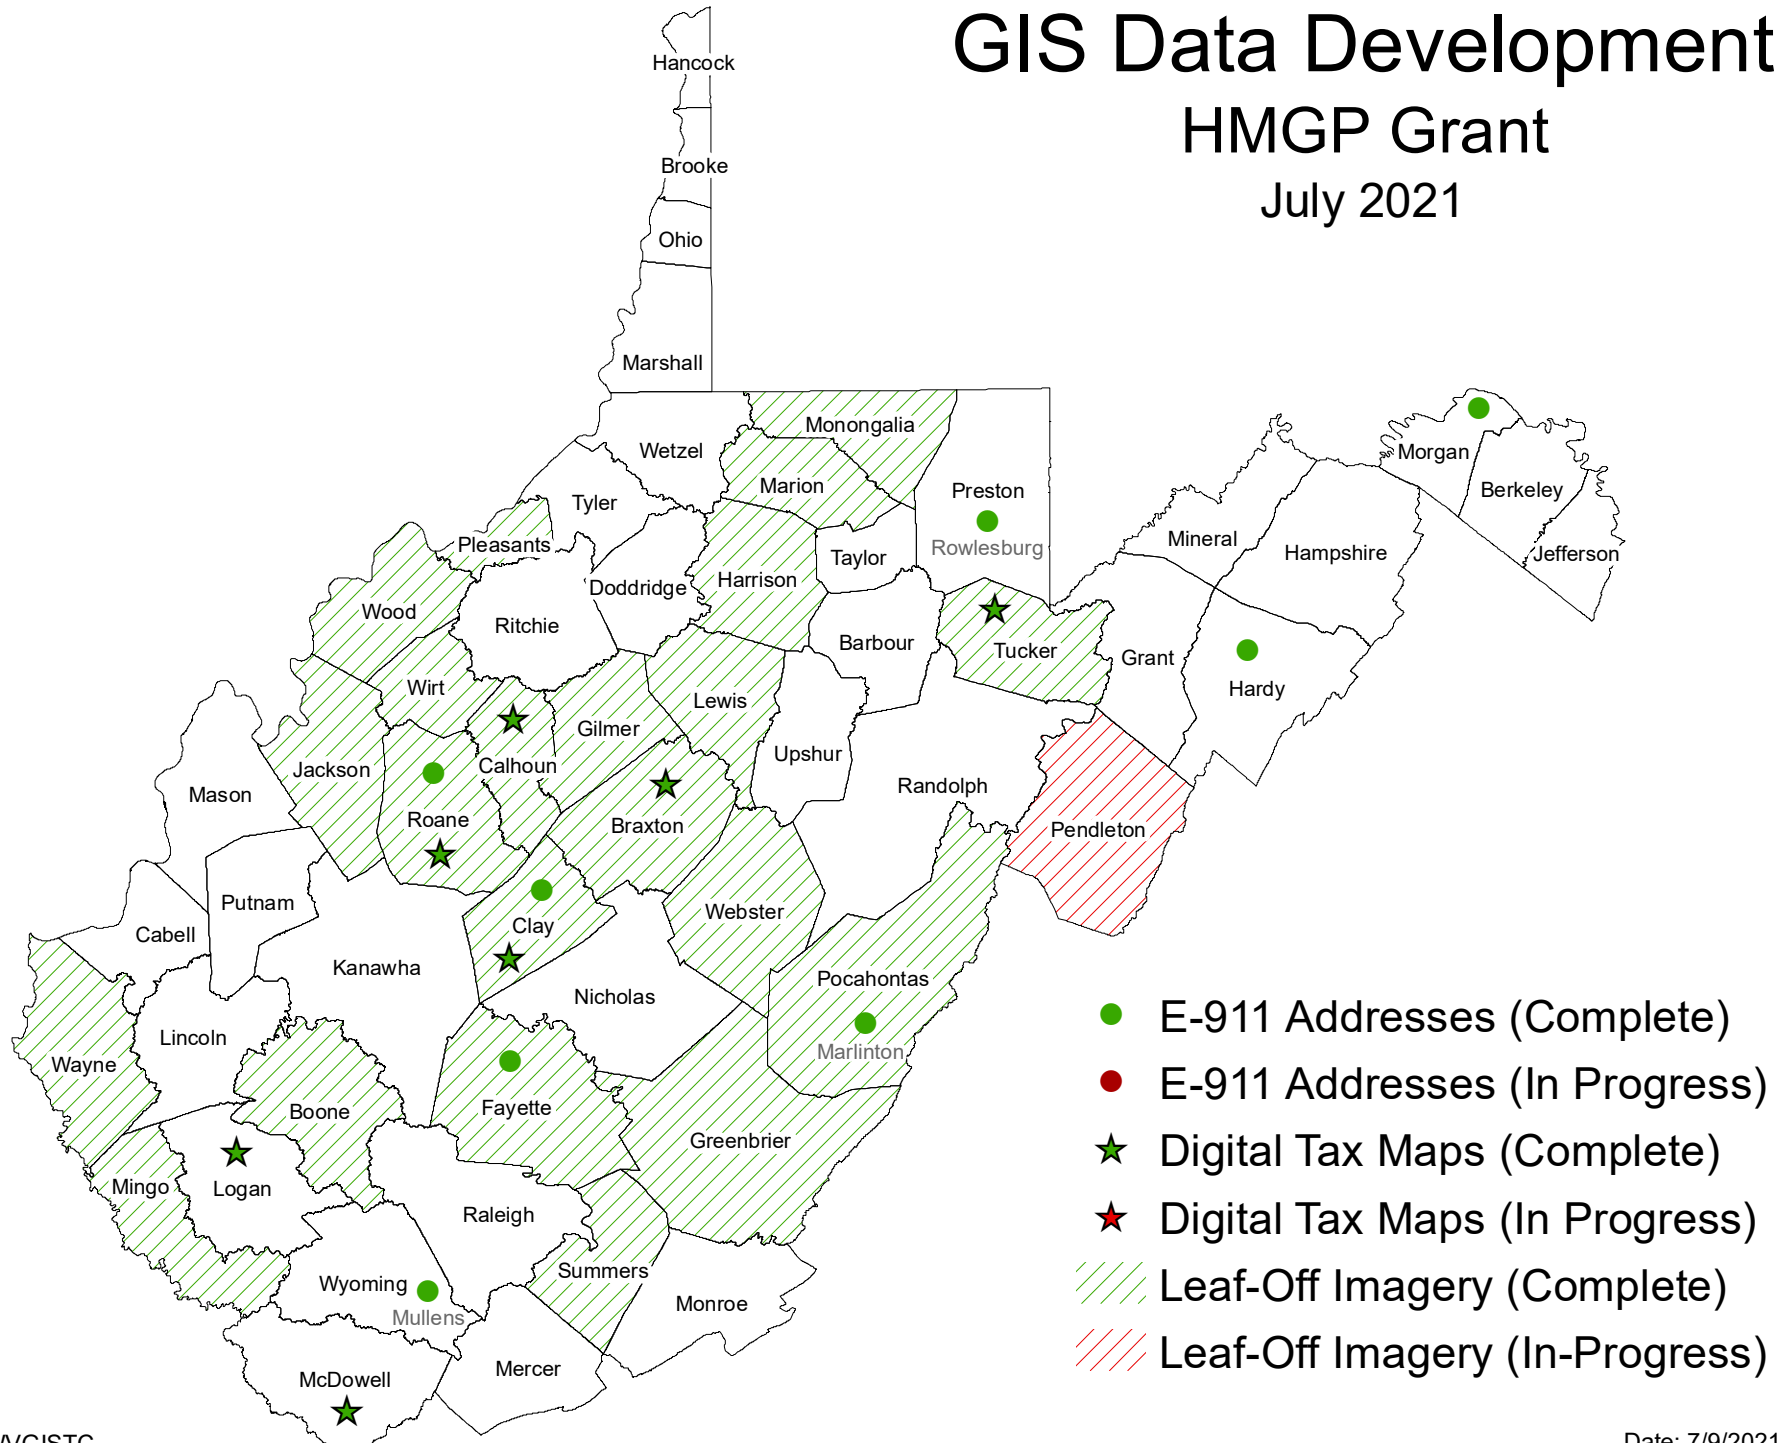 GIS Data Development
HMGP Grant
July 2021
Hancock
Brooke
Ohio
Marshall
Wetzel
Monongalia
Marion
Tyler
Pleasants
Preston
Rowlesburg
Morgan
Berkeley
Jefferson
Mineral
Hampshire
Taylor
Doddridge
Harrison
Wood
Ritchie
Barbour
Tucker
Grant
Hardy
Wirt
Lewis
Gilmer
Calhoun
Jackson
Upshur
Randolph
Mason
Roane
Braxton
Pendleton
Putnam
Cabell
Clay
Webster
Kanawha
Nicholas
Pocahontas
Marlinton
Lincoln
Wayne
Boone
Fayette
Greenbrier
Mingo
Logan
Raleigh
Wyoming
Mullens
Summers
Monroe
Mercer
McDowell
E-911 Addresses (Complete)
E-911 Addresses (In Progress)
Digital Tax Maps (Complete)
Digital Tax Maps (In Progress)
Leaf-Off Imagery (Complete)
Leaf-Off Imagery (In-Progress)
Date: 7/9/2021